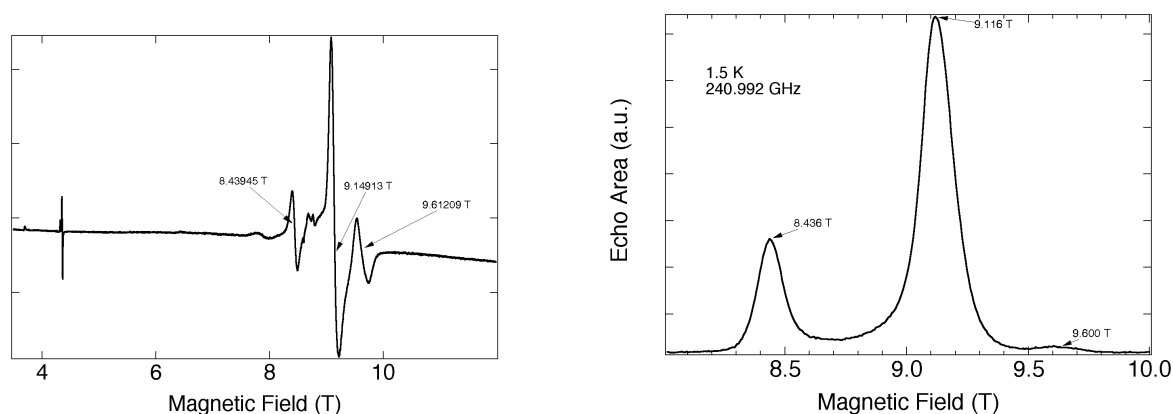 8.43945 T
9.14913 T
9.61209 T
4
6
8
10
Magnetic Field (T)
Echo Area (a.u.)
1.5 K
240.992 GHz
9.116 T
8.436 T
9.600 T
8.5
9.0
9.5
10.0
Magnetic Field (T)